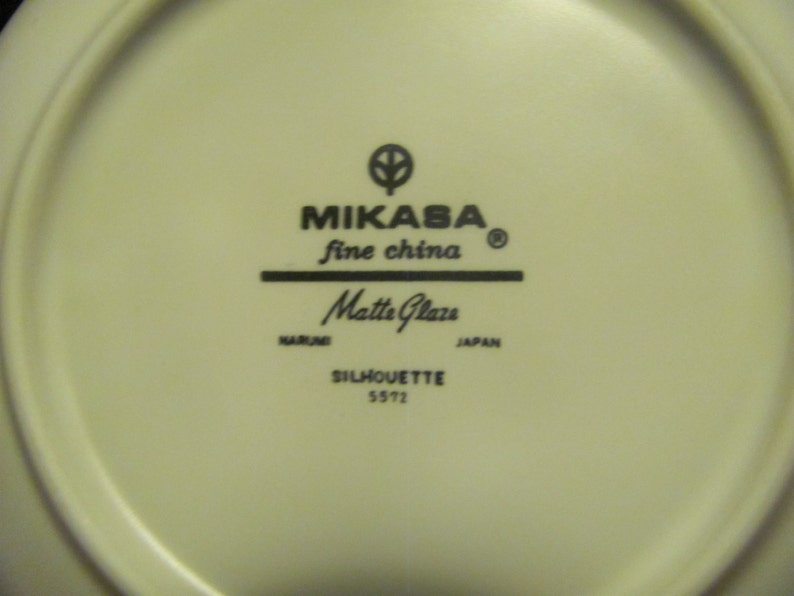 MIKASA ®
fine china
Matte Glaze
NARUMI JAPAN
SILHOUETTE
5572